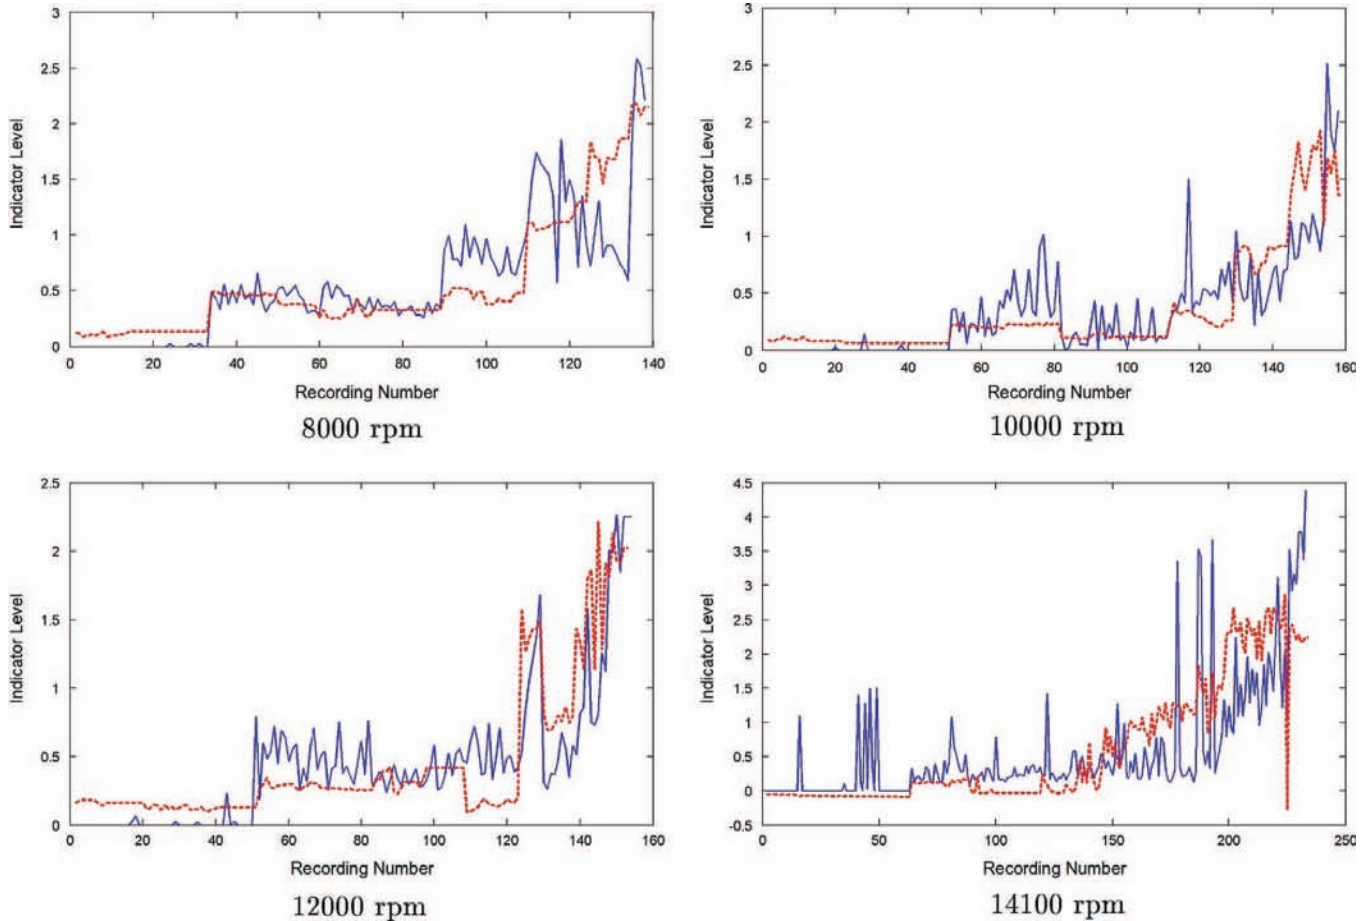 3
2.5
2
1.5
1
0.5
0
0 20 40 60 80 100 120 140
Indicator Level
Recording Number
8000 rpm
3
2.5
2
1.5
1
0.5
0
0 20 40 60 80 100 120 140 160
Indicator Level
Recording Number
10000 rpm
2.5
2
1.5
1
0.5
0
0 20 40 60 80 100 120 140 160
Indicator Level
Recording Number
12000 rpm
4.5
4
3.5
3
2.5
2
1.5
1
0.5
0
-0.5
0 50 100 150 200 250
Indicator Level
Recording Number
14100 rpm